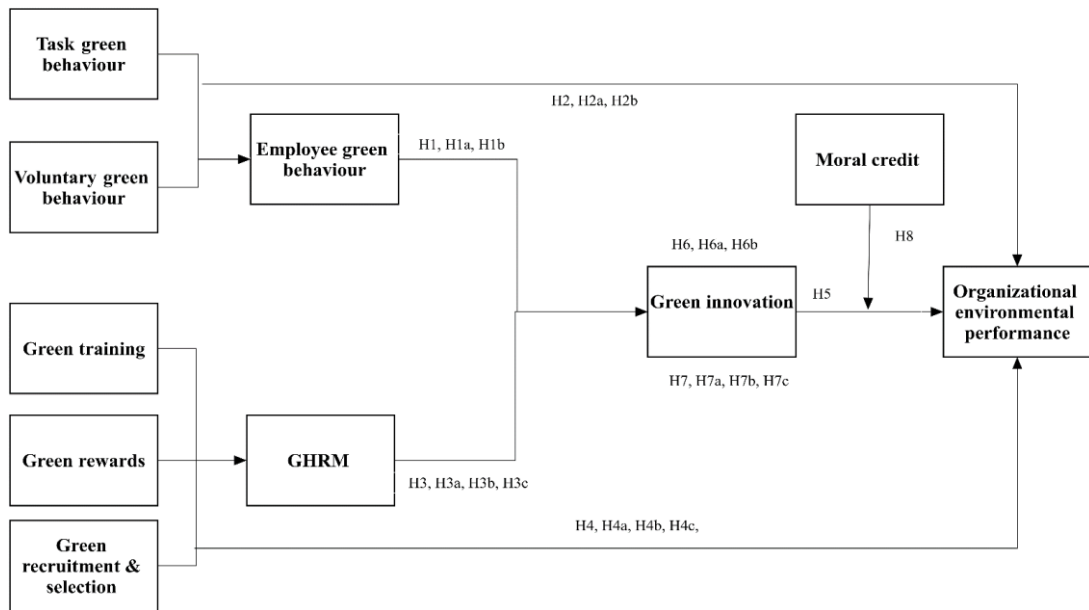 Task green
behaviour
H2, H2a, H2b
Employee green
behaviour
H1, H1a, H1b
Moral credit
Voluntary green
behaviour
H8
H6, H6a, H6b
Green innovation
H5
Organizational
environmental
performance
Green training
H7, H7a, H7b, H7c
Green rewards
GHRM
H3, H3a, H3b, H3c
H4, H4a, H4b, H4c,
Green
recruitment &
selection